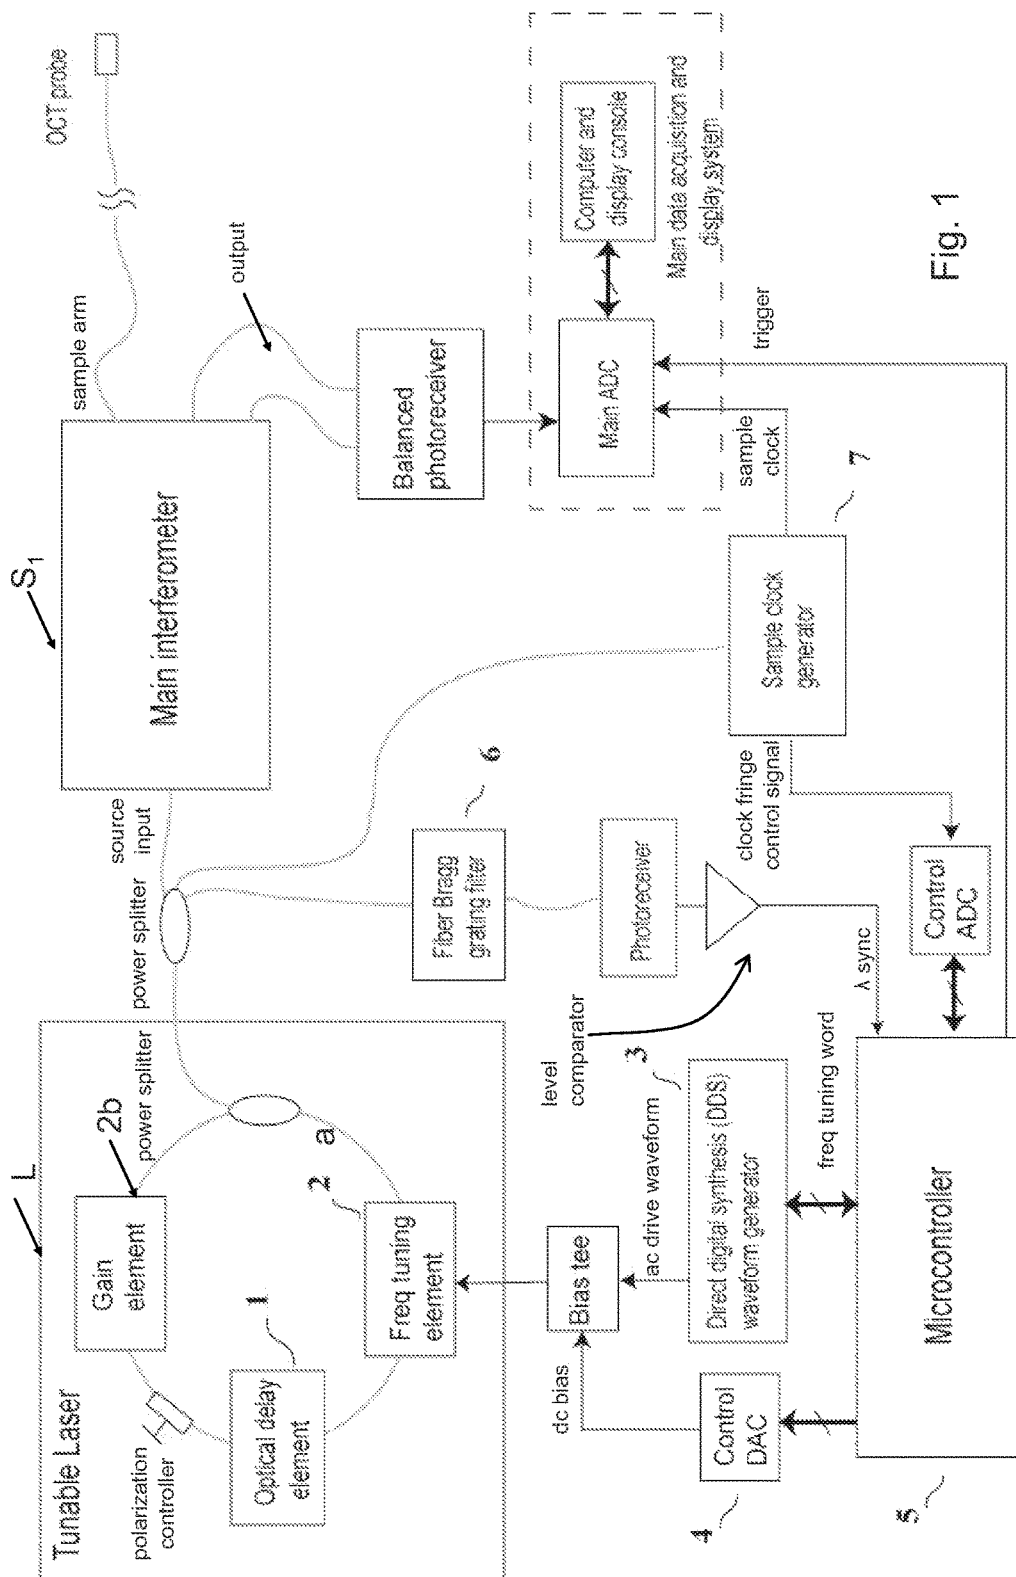 Tunable Laser
L
polarization
controller
Gain
element
2b
Optical delay
element
1
Freq tuning
element
2
a
power splitter
power splitter
source
input
S1
Main interferometer
sample arm
OCT probe
output
Balanced
photoreceiver
Main ADC
Computer and
display console
Main data acquisition and
display system
sample
clock
trigger
Sample clock
generator
7
clock fringe
control signal
Fiber Bragg
grating filter
6
Photoreceiver
level
comparator
λ sync
Control
ADC
Bias tee
dc bias
ac drive waveform
Direct digital synthesis (DDS)
waveform generator
3
freq tuning word
Control
DAC
4
Microcontroller
5
Fig. 1